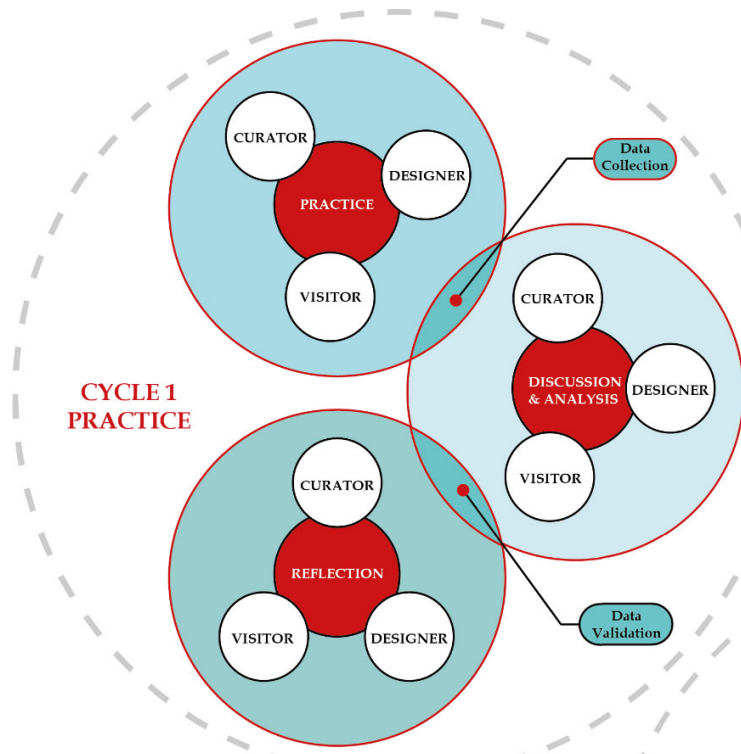 CURATOR
DESIGNER
PRACTICE
VISITOR
Data
Collection
CURATOR
DISCUSSION
& ANALYSIS
DESIGNER
VISITOR
CYCLE 1
PRACTICE
CURATOR
REFLECTION
VISITOR
DESIGNER
Data
Validation